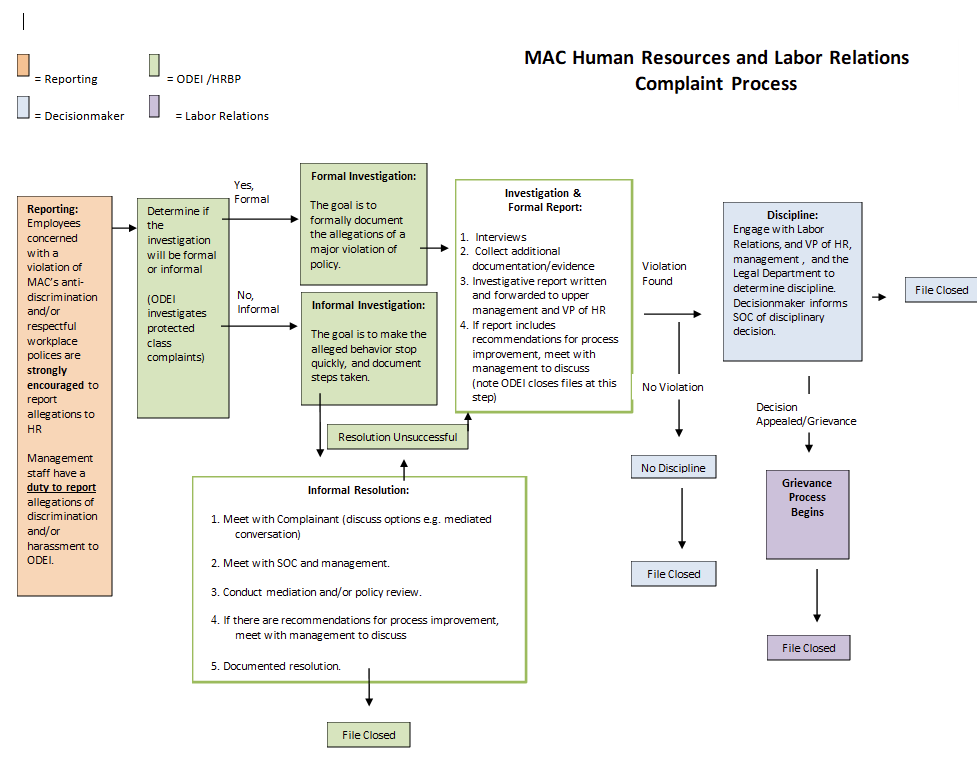 MAC Human Resources and Labor Relations
Complaint Process
= Reporting
= ODEI /HRBP
= Decisionmaker
= Labor Relations
Reporting:
Employees
concerned
with a
violation of
MAC's anti-
discrimination
and/or
respectful
workplace
polices are
strongly
encouraged to
report
allegations to
HR
Management
staff have a
duty to report
allegations of
discrimination
and/or
harassment to
ODEI.
Determine if
the
investigation
will be formal
or informal
(ODEI
investigates
protected
class
complaints)
Yes,
Formal
No,
Informal
Formal Investigation:
The goal is to
formally document
the allegations of a
major violation of
policy.
Informal Investigation:
The goal is to make the
alleged behavior stop
quickly, and document
steps taken.
Resolution Unsuccessful
Informal Resolution:
1. Meet with Complainant (discuss options e.g. mediated
conversation)
2. Meet with SOC and management.
3. Conduct mediation and/or policy review.
4. If there are recommendations for process improvement,
meet with management to discuss
5. Documented resolution.
File Closed
Investigation &
Formal Report:
1. Interviews
2. Collect additional
documentation/evidence
3. Investigative report written
and forwarded to upper
management and VP of HR
4. If report includes
recommendations for process
improvement, meet with
management to discuss
(note ODEI closes files at this
step)
Violation
Found
No Violation
No Discipline
File Closed
Discipline:
Engage with Labor
Relations, and VP of HR,
management , and the
Legal Department to
determine discipline.
Decisionmaker informs
SOC of disciplinary
decision.
File Closed
Decision
Appealed/Grievance
Grievance
Process
Begins
File Closed